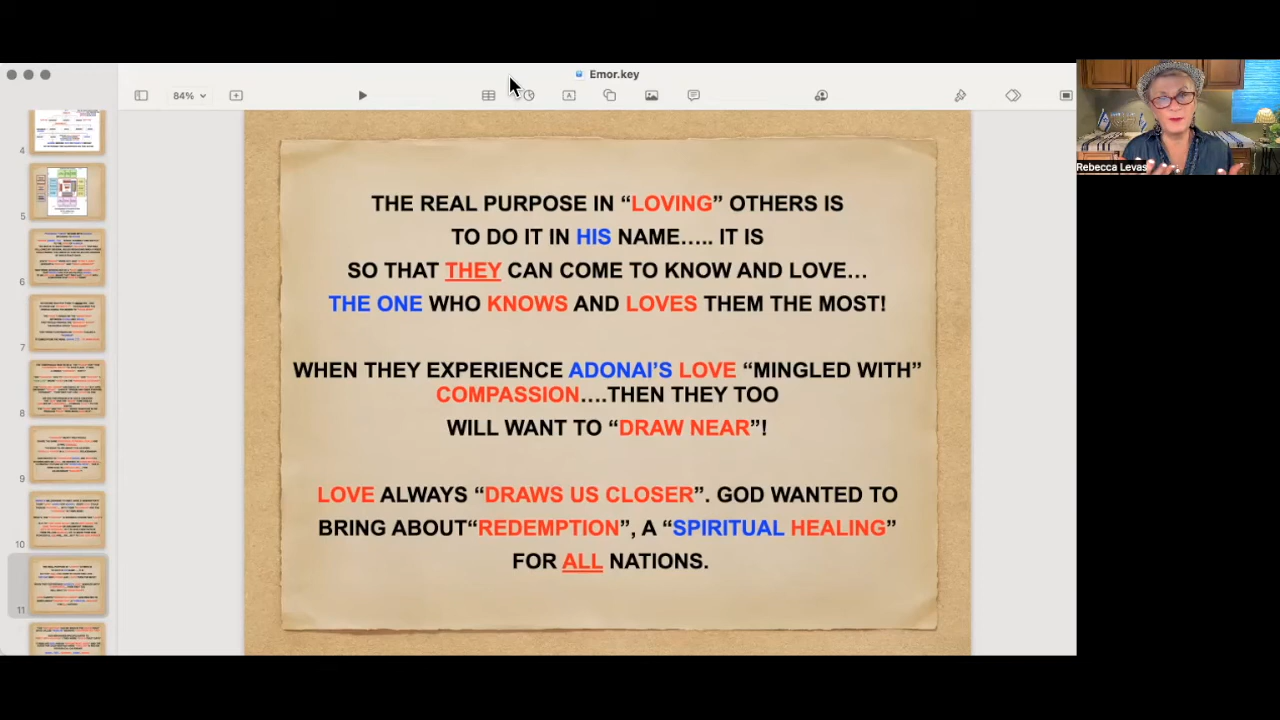 Emor.key
84%
Rebecca Levas
4
5
6
7
8
9
10
11
THE REAL PURPOSE IN “LOVING” OTHERS IS
TO DO IT IN HIS NAME….. IT IS
SO THAT THEY CAN COME TO KNOW AND LOVE…
THE ONE WHO KNOWS AND LOVES THEM THE MOST!
WHEN THEY EXPERIENCE ADONAI’S LOVE “MINGLED WITH”
COMPASSION….THEN THEY TOO
WILL WANT TO “DRAW NEAR”!
LOVE ALWAYS “DRAWS US CLOSER”. GOD WANTED TO
BRING ABOUT“REDEMPTION”, A “SPIRITUAL HEALING”
FOR ALL NATIONS.